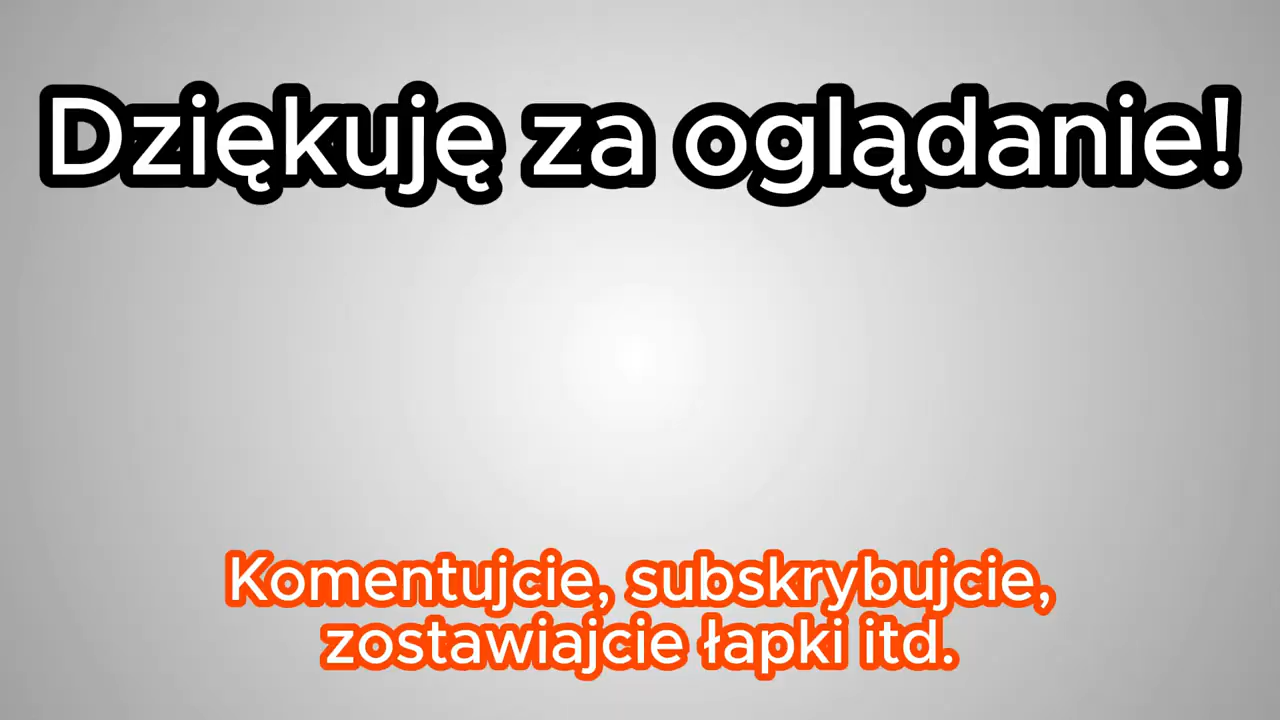 Dziękuję za oglądanie!
Komentujcie, subskrybujcie,
zostawiajcie łapki itd.